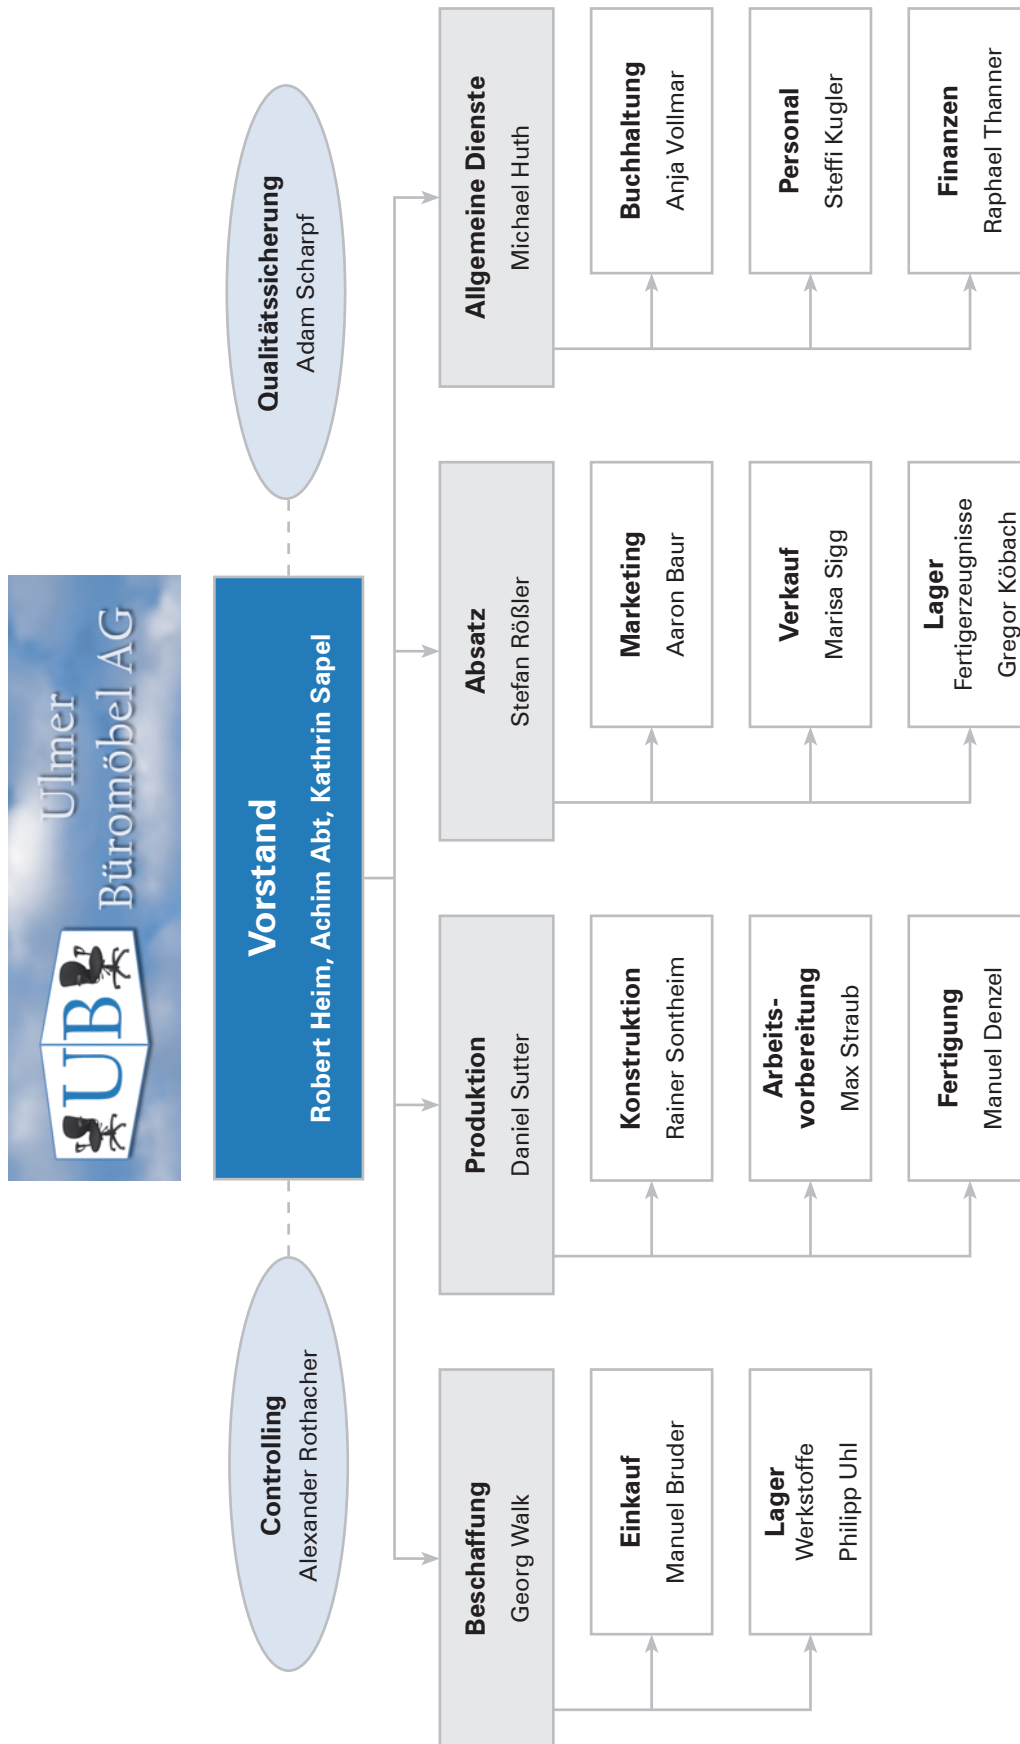 UB
Ulmer
Büromöbel AG
Controlling
Alexander Rothacher
Vorstand
Robert Heim, Achim Abt, Kathrin Sapel
Qualitätssicherung
Adam Scharpf
Beschaffung
Georg Walk
Einkauf
Manuel Bruder
Lager
Werkstoffe
Philipp Uhl
Produktion
Daniel Sutter
Konstruktion
Rainer Sontheim
Arbeits-
vorbereitung
Max Straub
Fertigung
Manuel Denzel
Absatz
Stefan Rößler
Marketing
Aaron Baur
Verkauf
Marisa Sigg
Lager
Fertigerzeugnisse
Gregor Köbach
Allgemeine Dienste
Michael Huth
Buchhaltung
Anja Vollmar
Personal
Steffi Kugler
Finanzen
Raphael Thanner